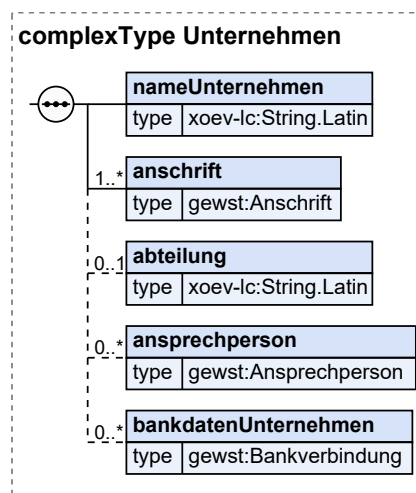 complexType Unternehmen
nameUnternehmen
type xoev-lc:String.Latin
1..* anschrift
type gewst:Anschrift
0..1 abteilung
type xoev-lc:String.Latin
0..* ansprechperson
type gewst:Ansprechperson
0..* bankdatenUnternehmen
type gewst:Bankverbindung